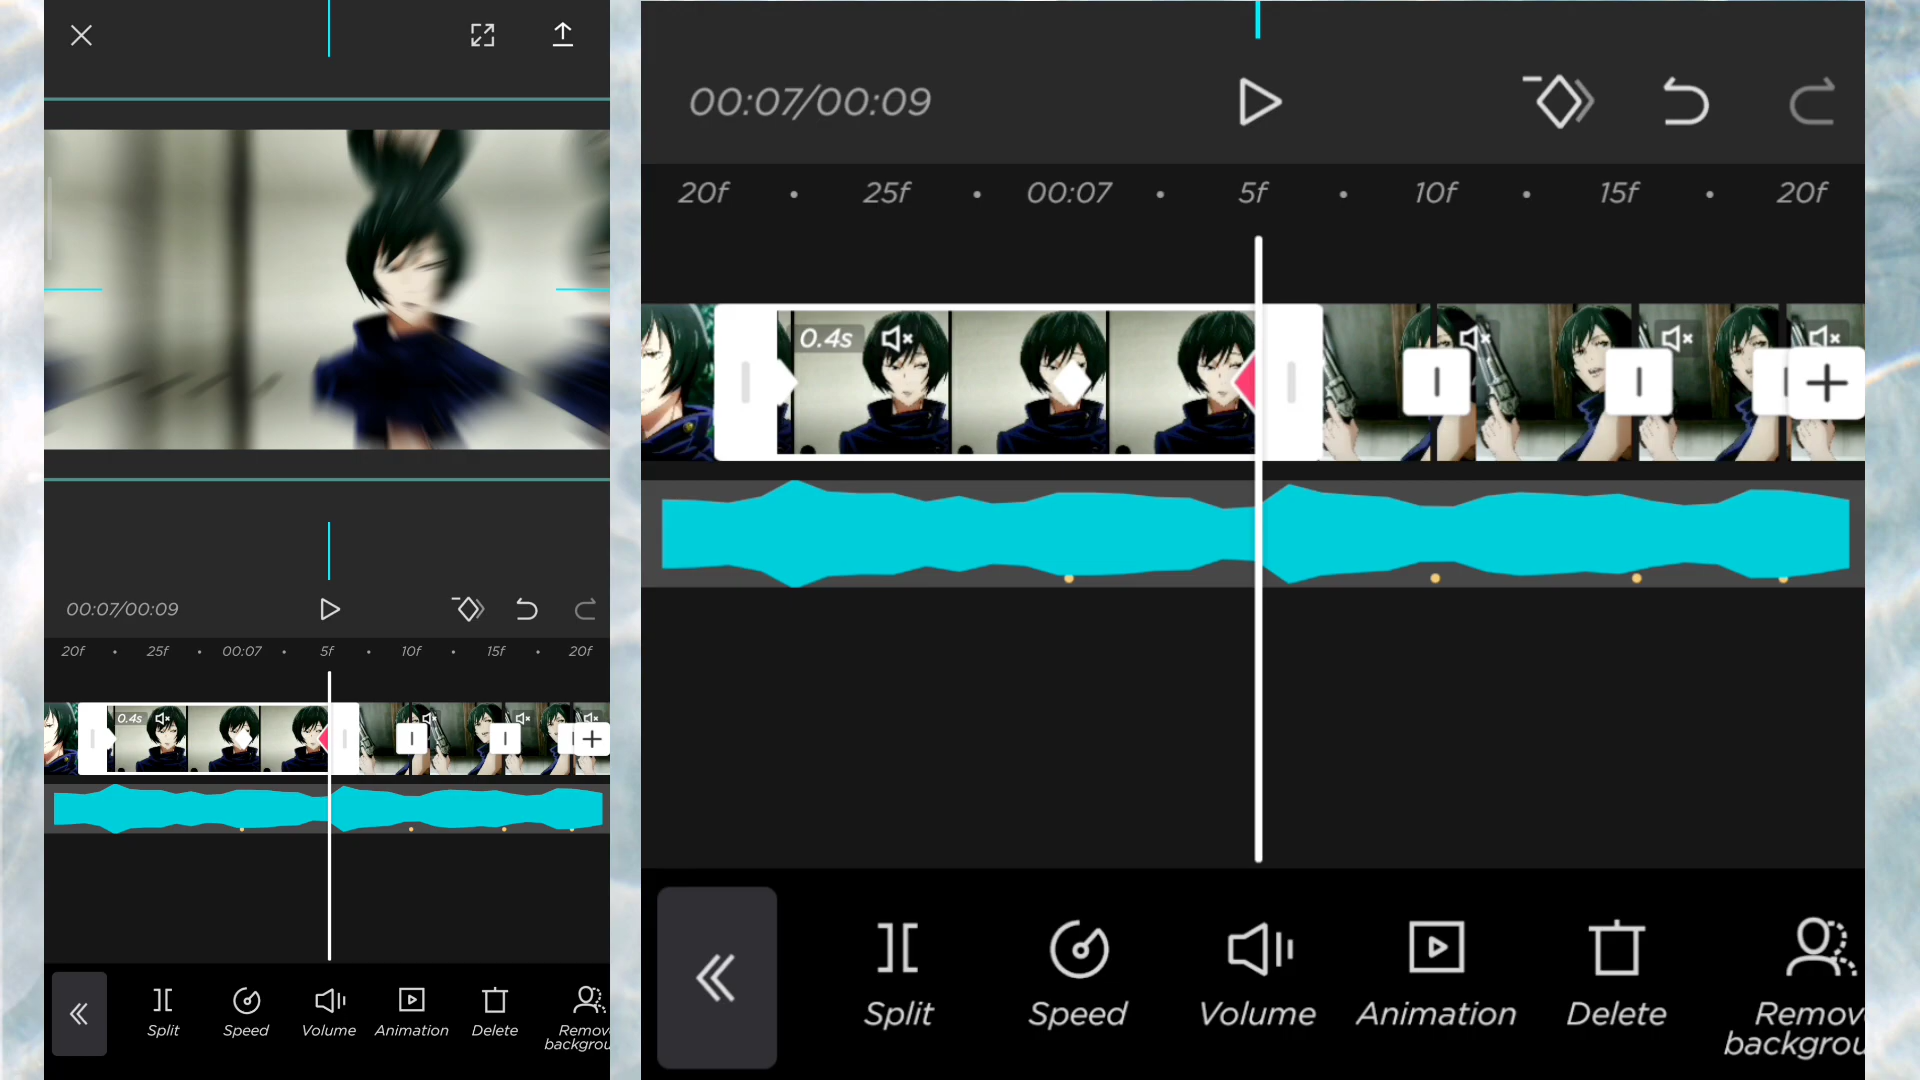 00:07/00:09
20f 25f 00:07 5f 10f 15f 20f
0.4s
Split Speed Volume Animation Delete Remov
backgrou
00:07/00:09
20f 25f 00:07 5f 10f 15f 20f
0.4s
Split Speed Volume Animation Delete Remov
backgrou